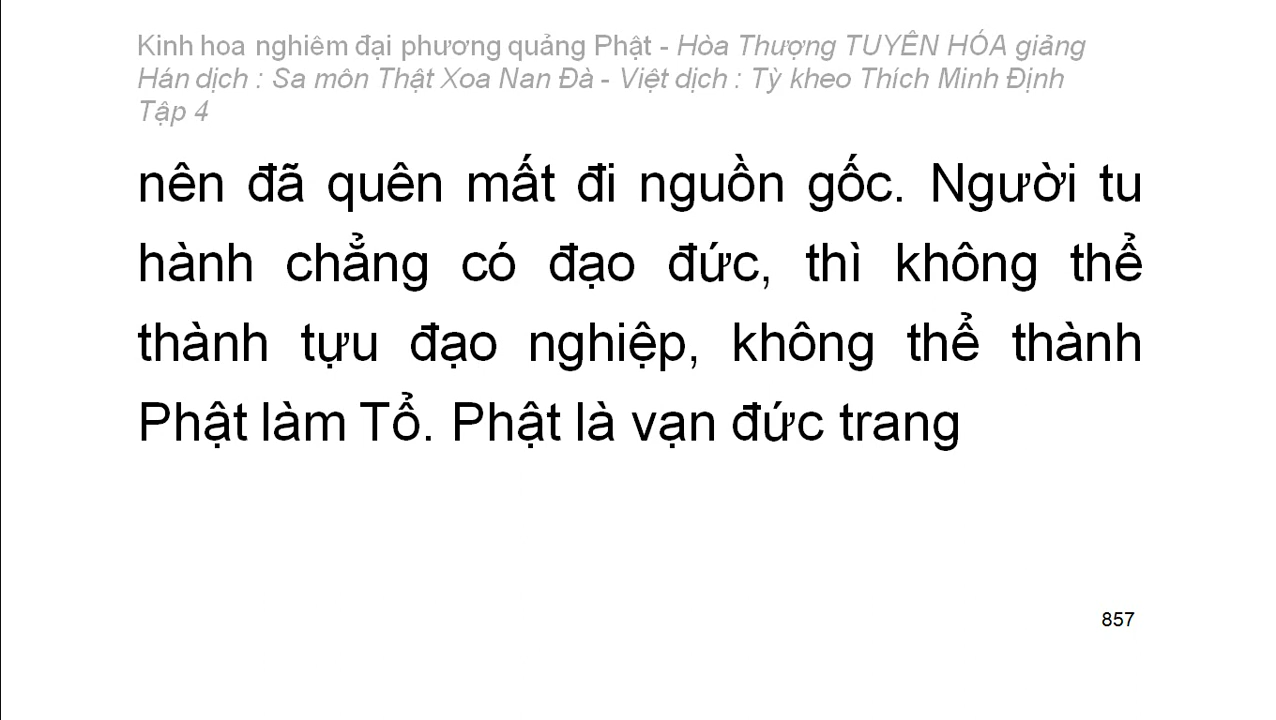 Kinh hoa nghiêm đại phương quảng Phật - Hòa Thượng TUYÊN HÓA giảng
Hán dịch : Sa môn Thật Xoa Nan Đà - Việt dịch : Tỳ kheo Thích Minh Định
Tập 4
nên đã quên mất đi nguồn gốc. Người tu
hành chẳng có đạo đức, thì không thể
thành tựu đạo nghiệp, không thể thành
Phật làm Tổ. Phật là vạn đức trang
857